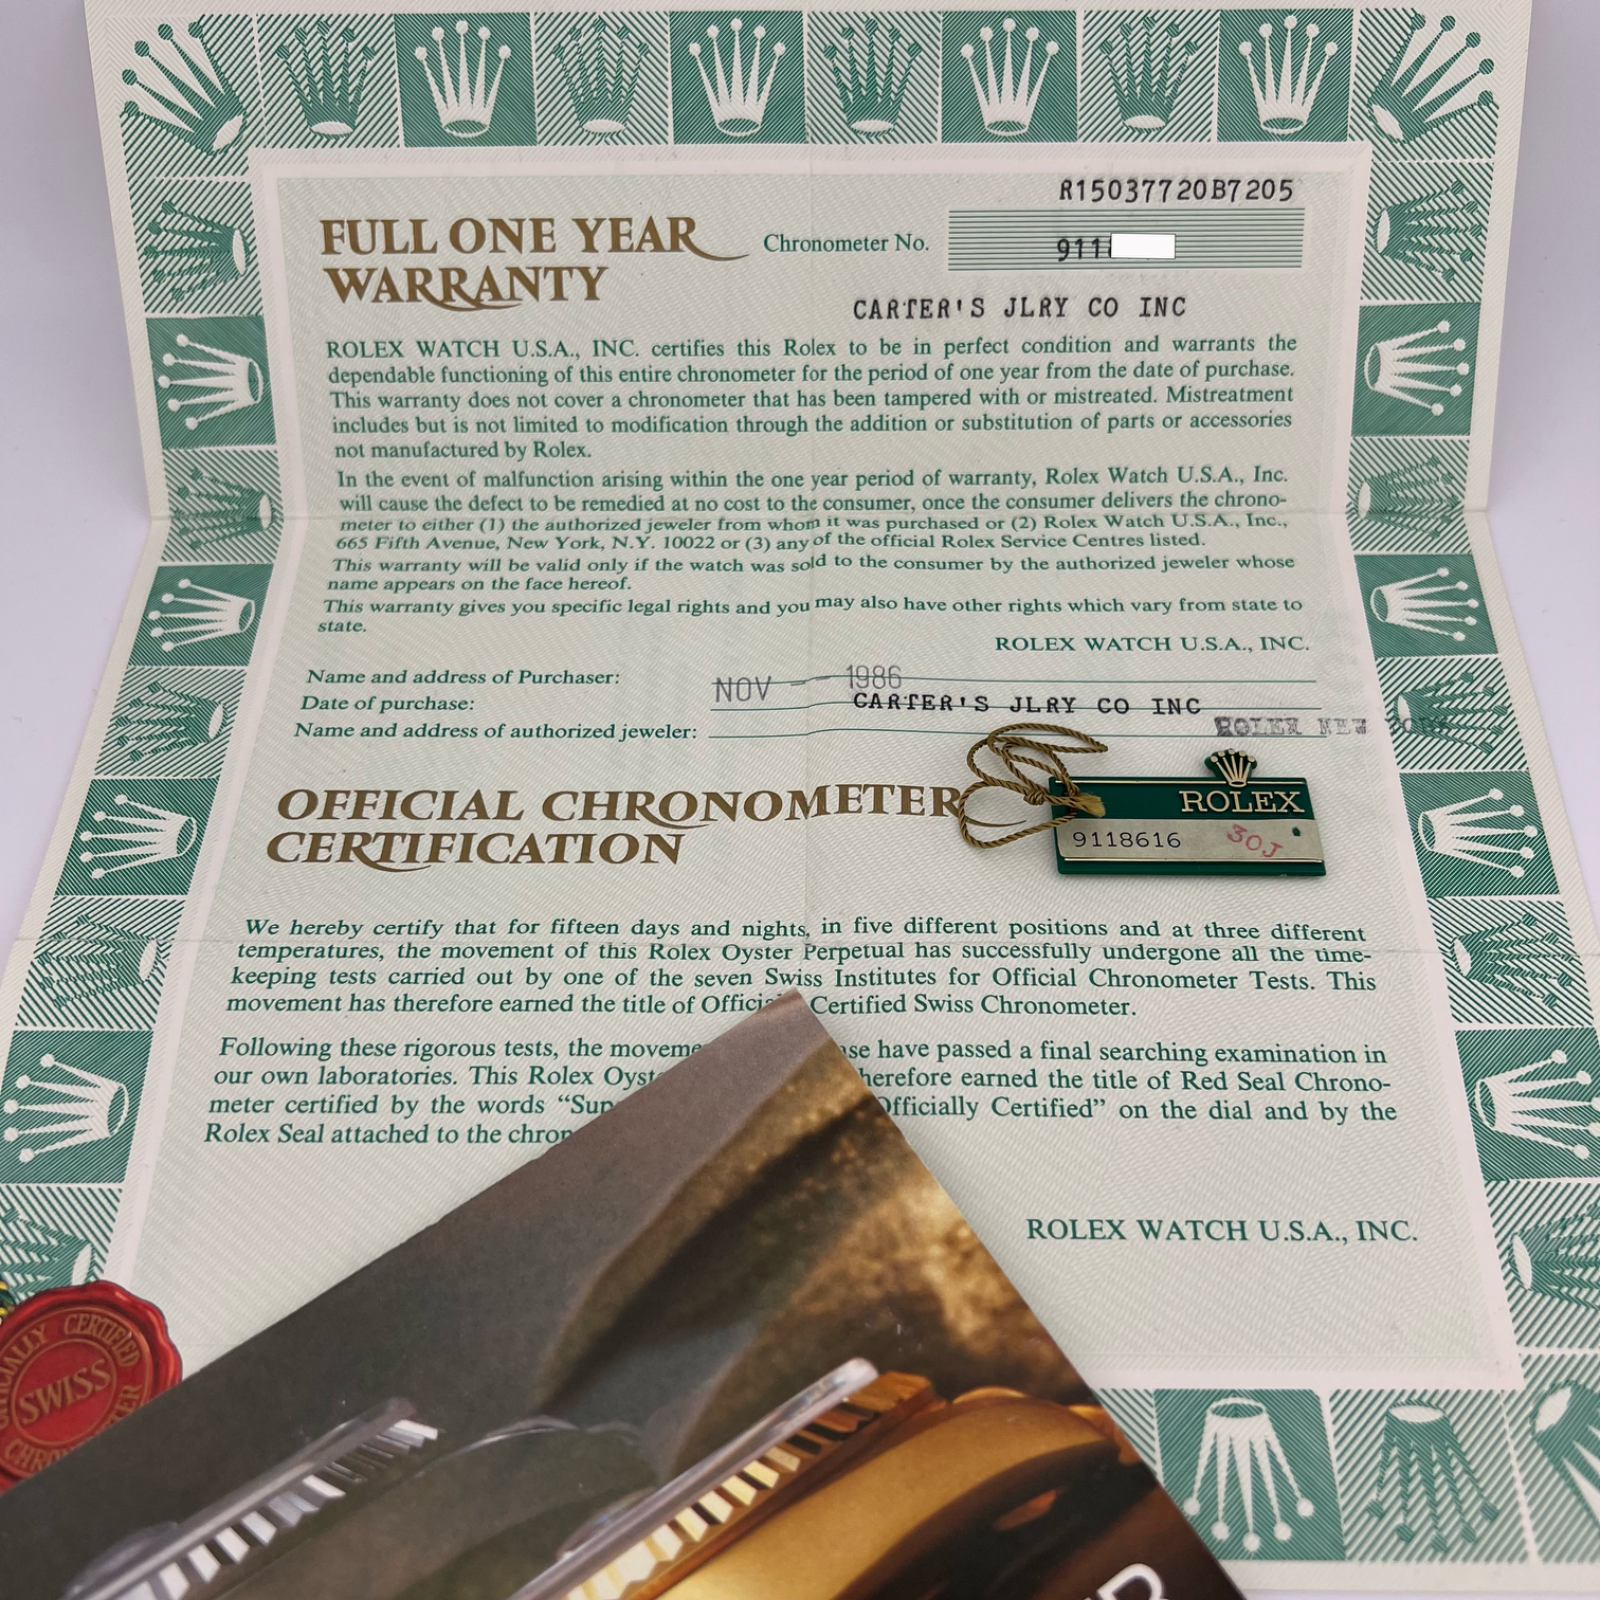 R15037720B7205
FULL ONE YEAR
WARRANTY
Chronometer No.
911
CARTER'S JLRY CO INC
ROLEX WATCH U.S.A., INC. certifies this Rolex to be in perfect condition and warrants the
dependable functioning of this entire chronometer for the period of one year from the date of purchase.
This warranty does not cover a chronometer that has been tampered with or mistreated. Mistreatment
includes but is not limited to modification through the addition or substitution of parts or accessories
not manufactured by Rolex.
In the event of malfunction arising within the one year period of warranty, Rolex Watch U.S.A., Inc.
will cause the defect to be remedied at no cost to the consumer, once the consumer delivers the chrono-
meter to either (1) the authorized jeweler from whom it was purchased or (2) Rolex Watch U.S.A., Inc.,
665 Fifth Avenue, New York, N.Y. 10022 or (3) any of the official Rolex Service Centres listed.
This warranty will be valid only if the watch was sold to the consumer by the authorized jeweler whose
name appears on the face hereof.
This warranty gives you specific legal rights and you may also have other rights which vary from state to
state.
ROLEX WATCH U.S.A., INC.
Name and address of Purchaser:
NOV - 1986
Date of purchase:
CARTER'S JLRY CO INC
Name and address of authorized jeweler:
ROLEX NEW YORK
OFFICIAL CHRONOMETER
CERTIFICATION
ROLEX
9118616 30J
We hereby certify that for fifteen days and nights, in five different positions and at three different
temperatures, the movement of this Rolex Oyster Perpetual has successfully undergone all the time-
keeping tests carried out by one of the seven Swiss Institutes for Official Chronometer Tests. This
movement has therefore earned the title of Certified Swiss Chronometer.
Following these rigorous tests, the have passed a final searching examination in
our own laboratories. This Rolex earned the title of Red Seal Chrono-
meter certified by the words Officially Certified” on the dial and by the
Rolex Seal attached to the
ROLEX WATCH U.S.A., INC.
CERTIFIED
SWISS